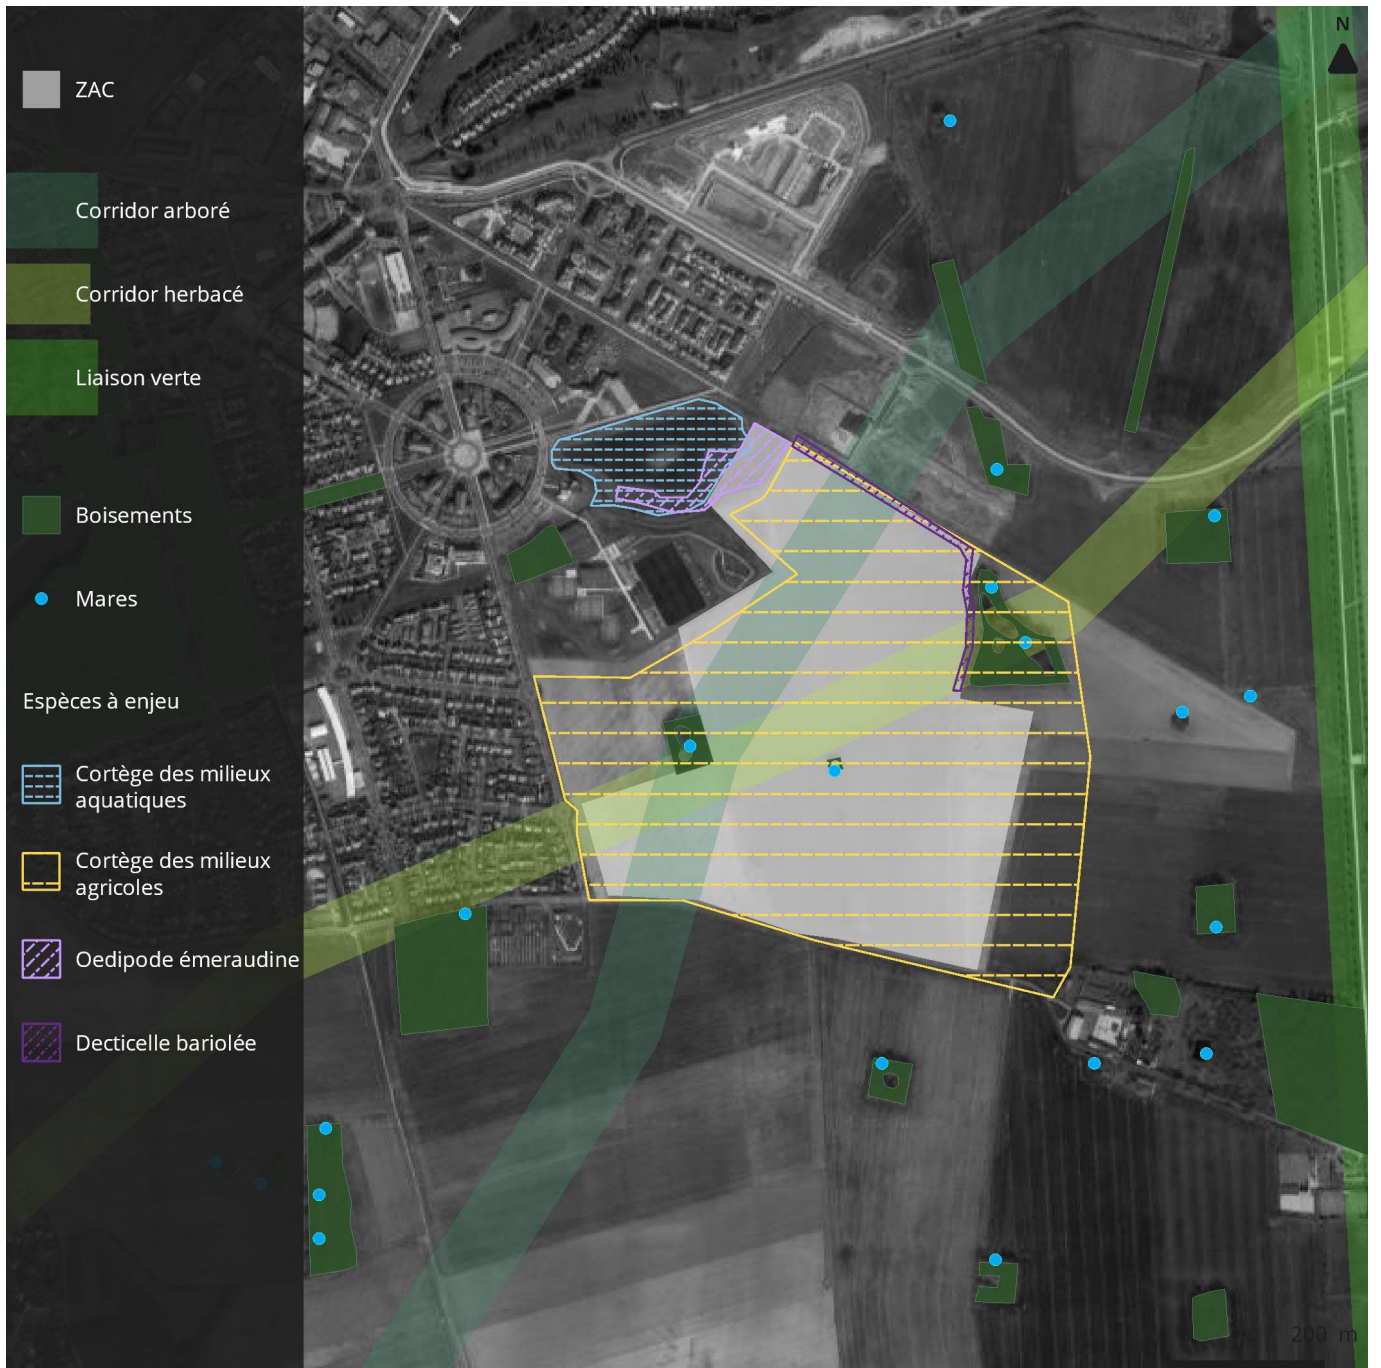 N
ZAC
Corridor arboré
Corridor herbacé
Liaison verte
Boisements
Mares
Espèces à enjeu
Cortège des milieux
aquatiques
Cortège des milieux
agricoles
Oedipode émeraudine
Decticelle bariolée
200 m